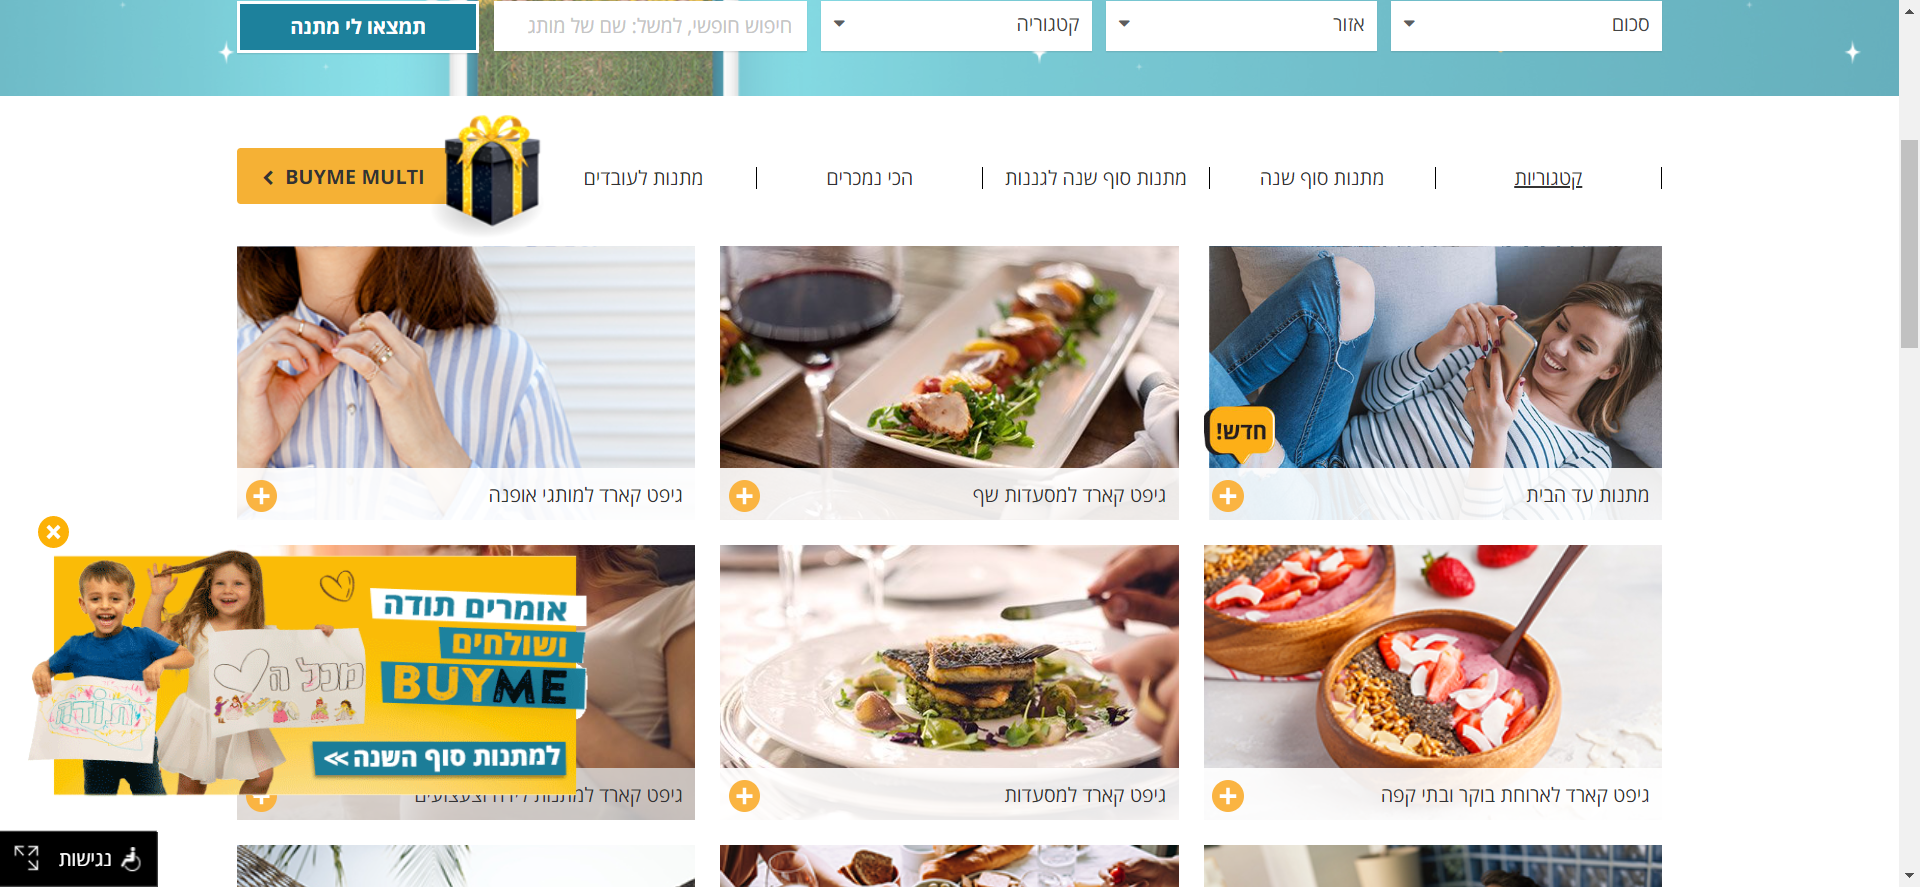 סכום
אזור
קטגוריה
חיפוש חופשי, למשל: שם של מותג
תמצאו לי מתנה
קטגוריות
מתנות סוף שנה
מתנות סוף שנה לגננות
הכי נמכרים
מתנות לעובדים
BUYME MULTI
חדש!
מתנות עד הבית
גיפט קארד למסעדות שף
גיפט קארד למותגי אופנה
אומרים תודה
ושולחים
BUYME
מכל ה
תודה
למתנות סוף השנה >>
גיפט קארד לארוחת בוקר ובתי קפה
גיפט קארד למסעדות
גיפט קארד למתנות לידה וצעצועים
נגישות